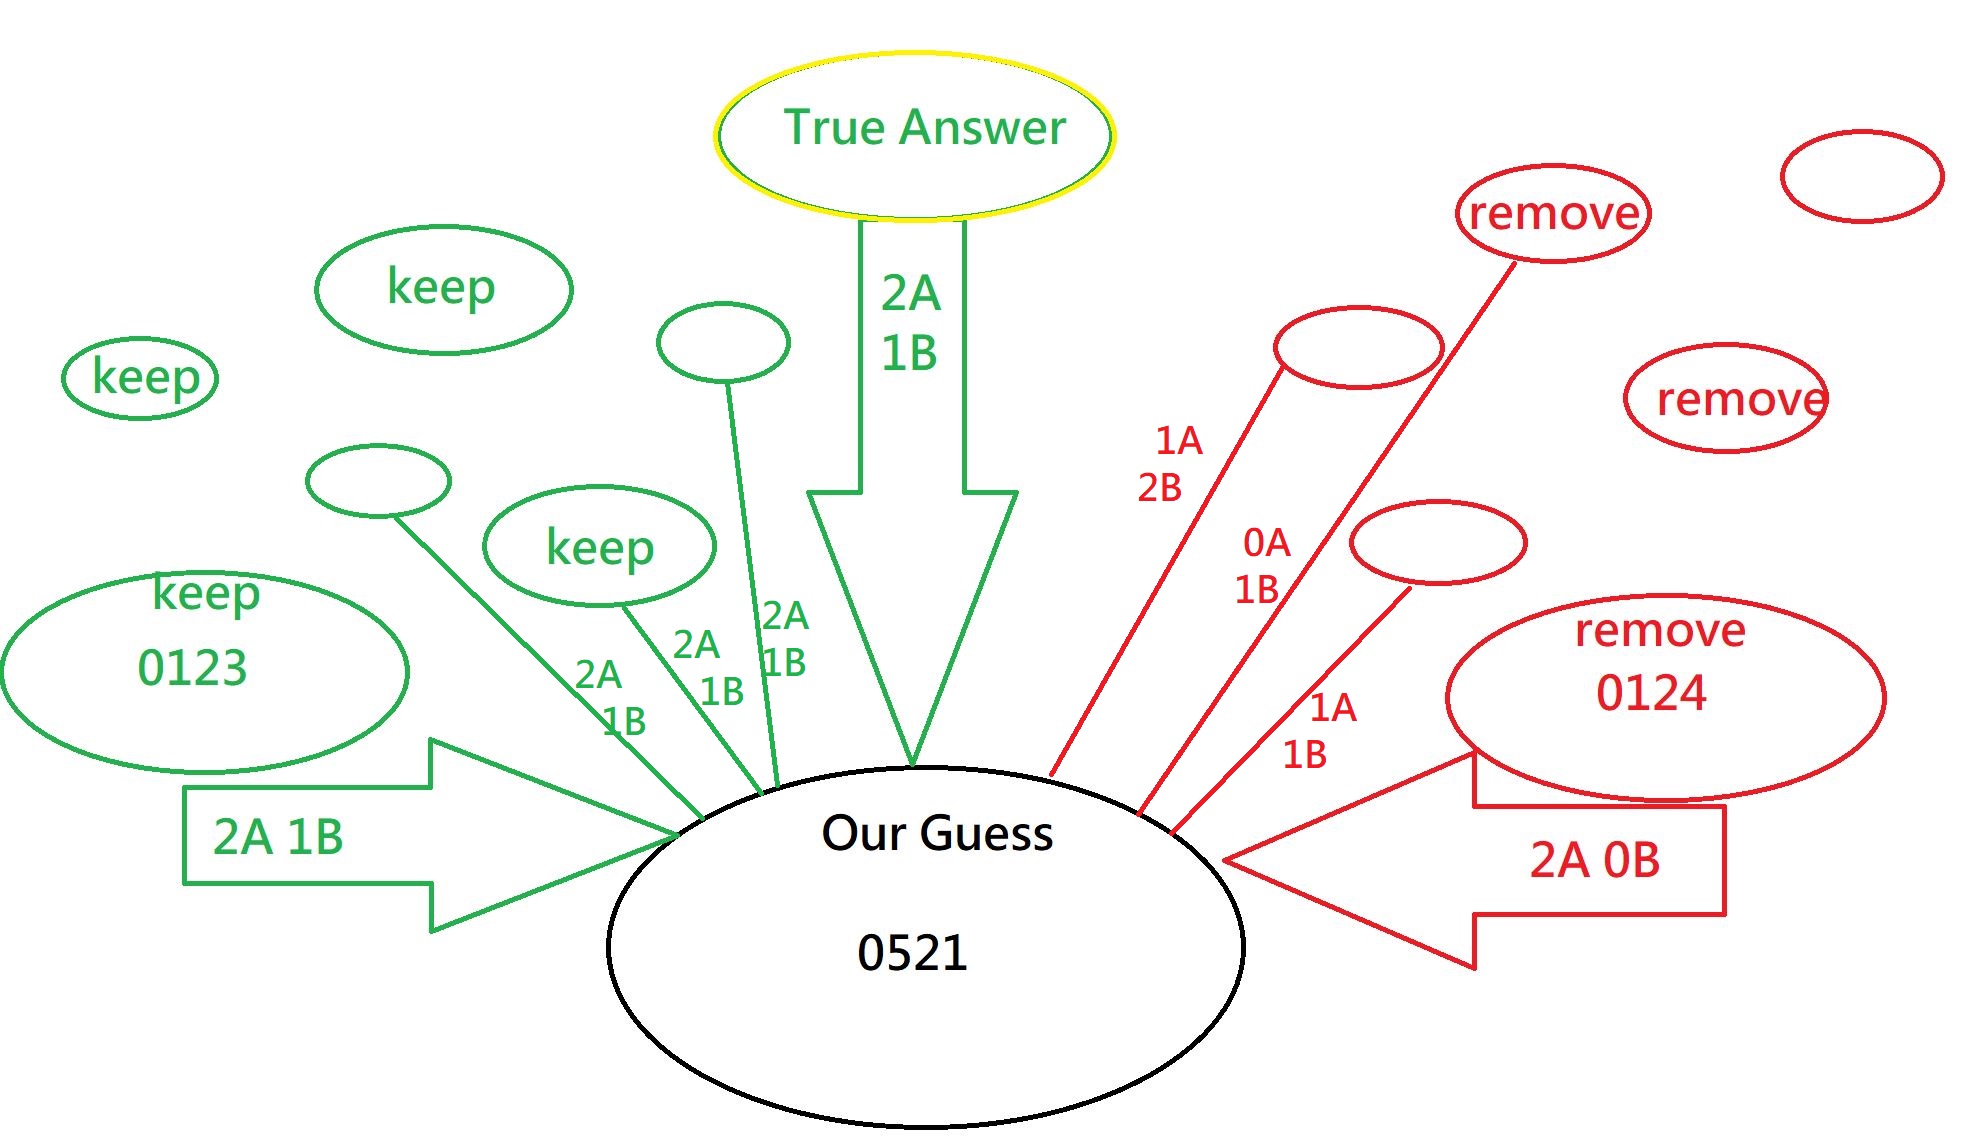 True Answer
2A
1B
keep
keep
keep
keep
0123
2A
1B
2A
1B
2A
1B
2A 1B
remove
remove
1A
2B
0A
1B
1A
1B
remove
0124
2A 0B
Our Guess
0521